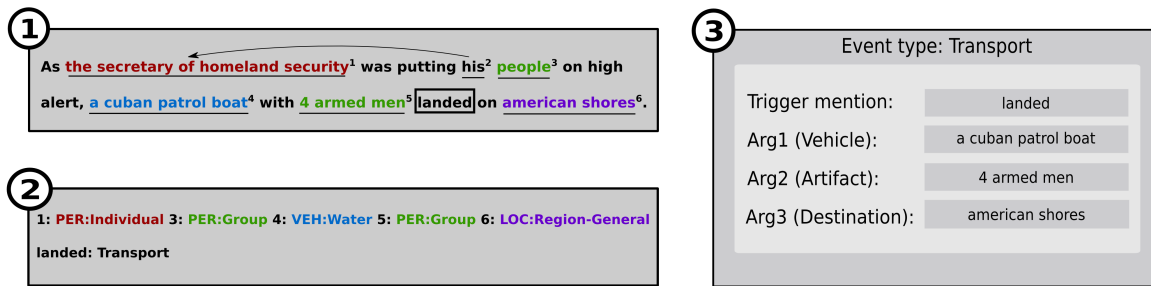 1
As the secretary of homeland security¹ was putting his² people³ on high
alert, a cuban patrol boat⁴ with 4 armed men⁵ landed on american shores⁶.
2
1: PER:Individual 3: PER:Group 4: VEH:Water 5: PER:Group 6: LOC:Region-General
landed: Transport
3
Event type: Transport
Trigger mention: landed
Arg1 (Vehicle): a cuban patrol boat
Arg2 (Artifact): 4 armed men
Arg3 (Destination): american shores